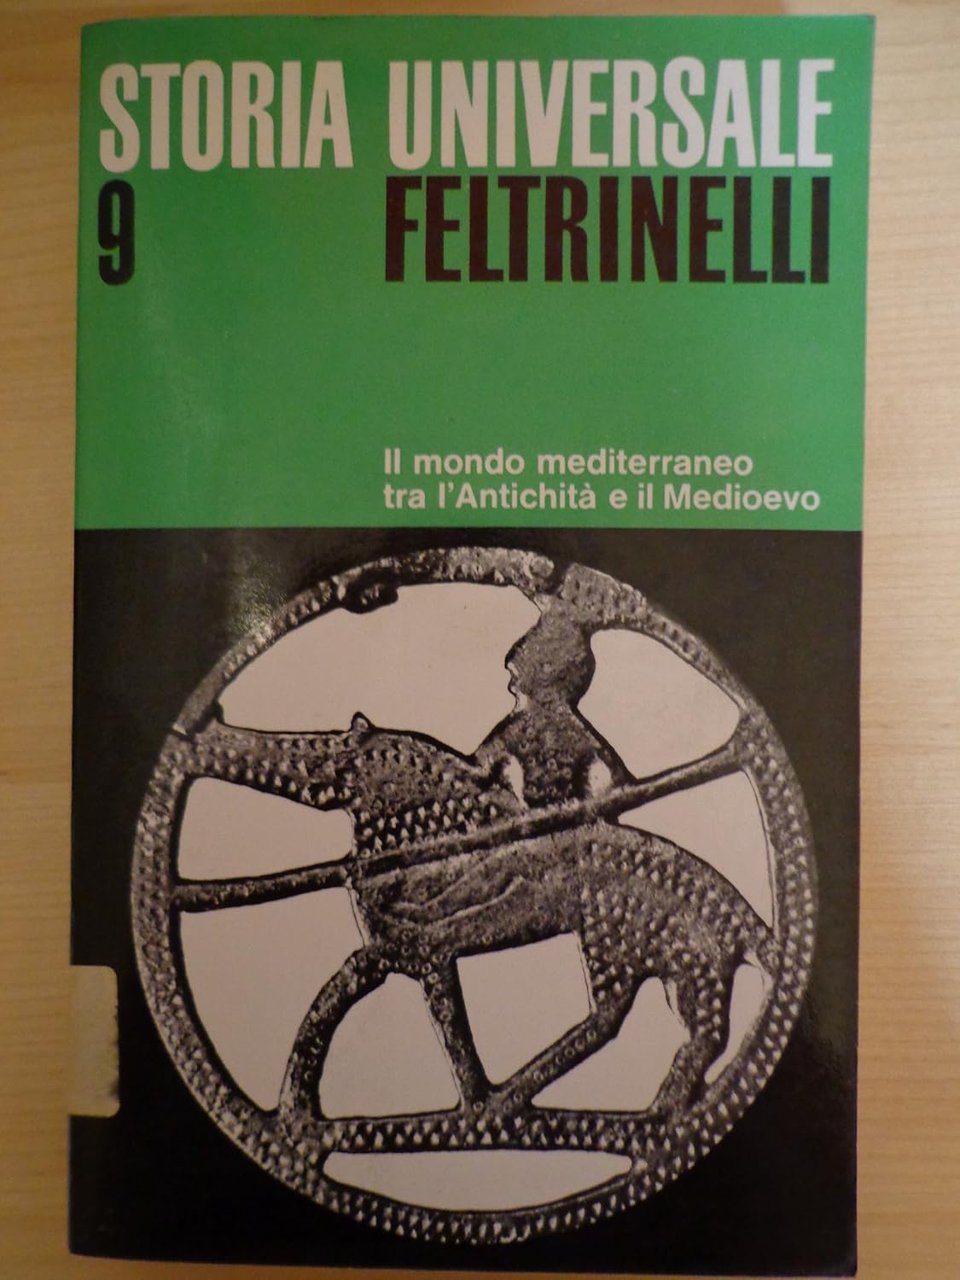 STORIA UNIVERSALE
9 FELTRINELLI
Il mondo mediterraneo
tra l'Antichità e il Medioevo